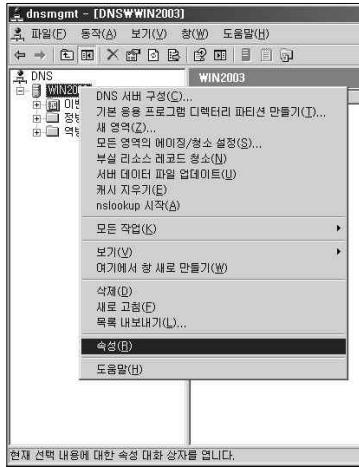 dnsmgmt - [DNS₩WIN2003]
파일(F) 동작(A) 보기(V) 창(W) 도움말(H)
DNS
WIN2003
DNS 서버 구성(C)...
기본 응용 프로그램 디렉터리 파티션 만들기(T)...
새 영역(Z)...
모든 영역의 에이징/청소 설정(S)...
부실 리소스 레코드 청소(N)
서버 데이터 파일 업데이트(U)
캐시 지우기(E)
nslookup 시작(A)
모든 작업(K)
보기(V)
여기에서 창 새로 만들기(W)
삭제(D)
새로 고침(F)
목록 내보내기(L)...
속성(R)
도움말(H)
현재 선택 내용에 대한 속성 대화 상자를 엽니다.